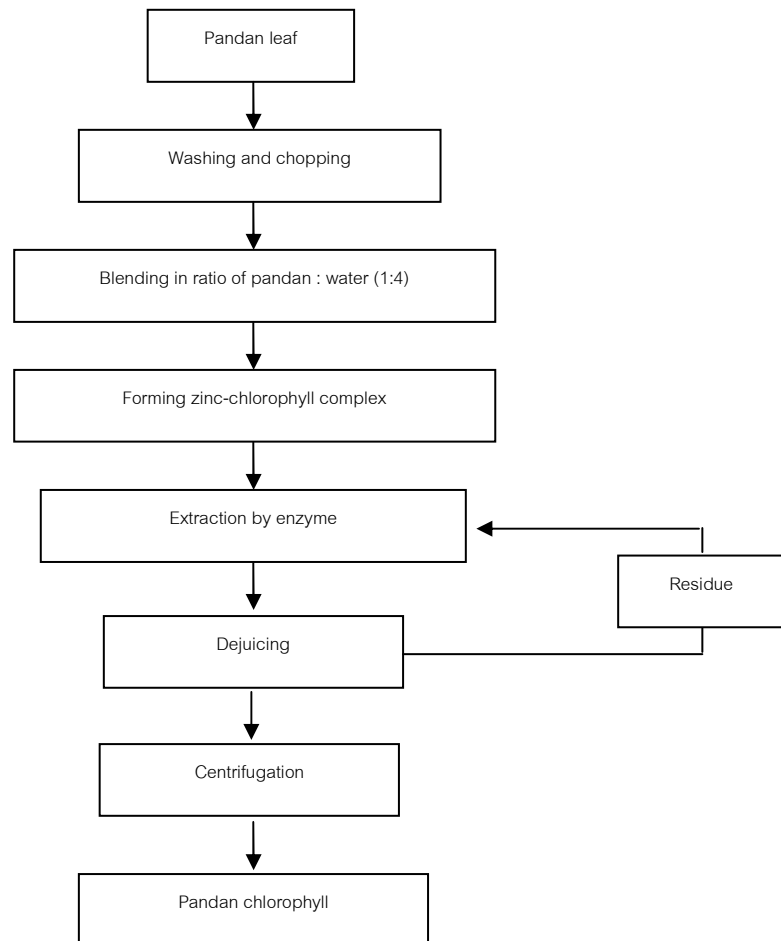 Pandan leaf
Washing and chopping
Blending in ratio of pandan : water (1:4)
Forming zinc-chlorophyll complex
Extraction by enzyme
Residue
Dejuicing
Centrifugation
Pandan chlorophyll